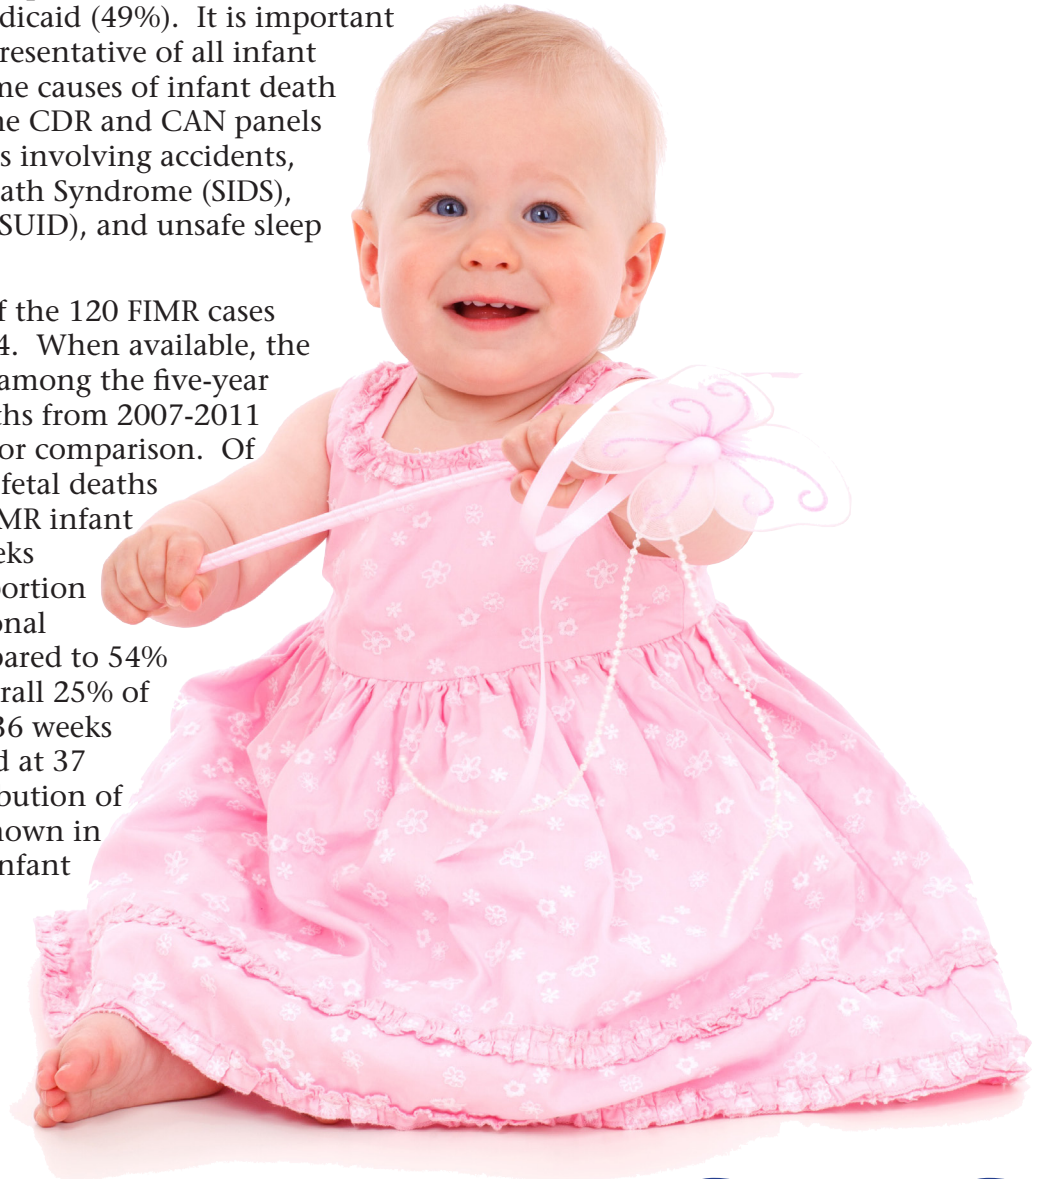 dicaid (49%). It is important
resentative of all infant
me causes of infant death
he CDR and CAN panels
s involving accidents,
ath Syndrome (SIDS),
SUID), and unsafe sleep
f the 120 FIMR cases
4. When available, the
among the five-year
ths from 2007-2011
or comparison. Of
fetal deaths
MR infant
eks
portion
onal
pared to 54%
rall 25% of
36 weeks
d at 37
bution of
hown in
nfant